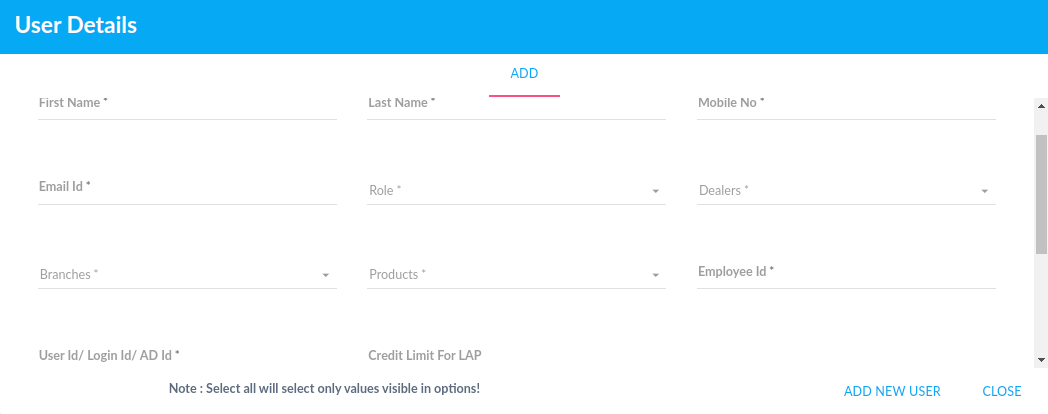 User Details
ADD
First Name *
Last Name *
Mobile No *
Email Id *
Role *
Dealers *
Branches *
Products *
Employee Id *
User Id/ Login Id/ AD Id *
Credit Limit For LAP
Note : Select all will select only values visible in options!
ADD NEW USER
CLOSE